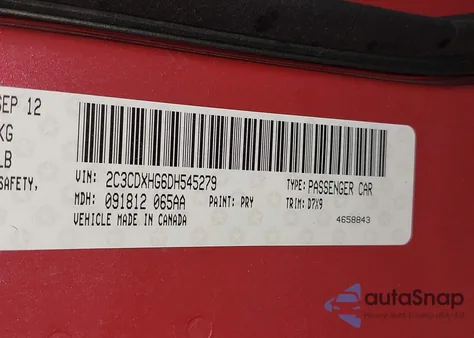 SEP 12
KG
LB
SAFETY,
VIN: 2C3CDXHG6DH545279 TYPE: PASSENGER CAR
MDH: 091812 065AA PAINT: PRY TRIM: D7X9
VEHICLE MADE IN CANADA 4658843
autoSnap